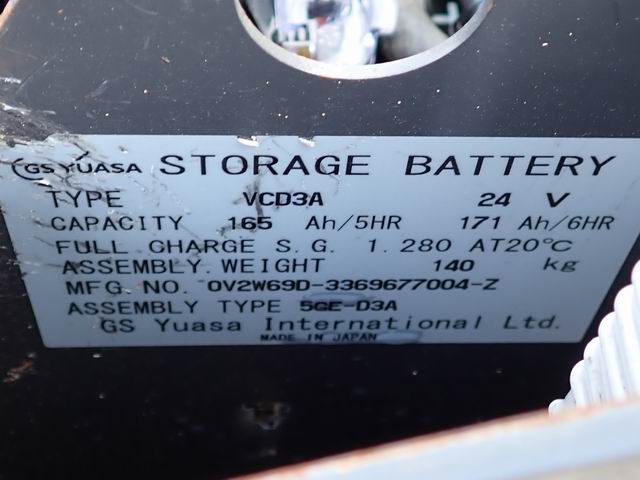 GS YUASA STORAGE BATTERY
TYPE VCD3A 24 V
CAPACITY 165 Ah/5HR 171 Ah/6HR
FULL CHARGE S.G. 1.280 AT20°C
ASSEMBLY.WEIGHT 140 kg
MFG.NO. 0V2W69D-3369677004-Z
ASSEMBLY TYPE 5GE-D3A
GS Yuasa International Ltd.
MADE IN JAPAN